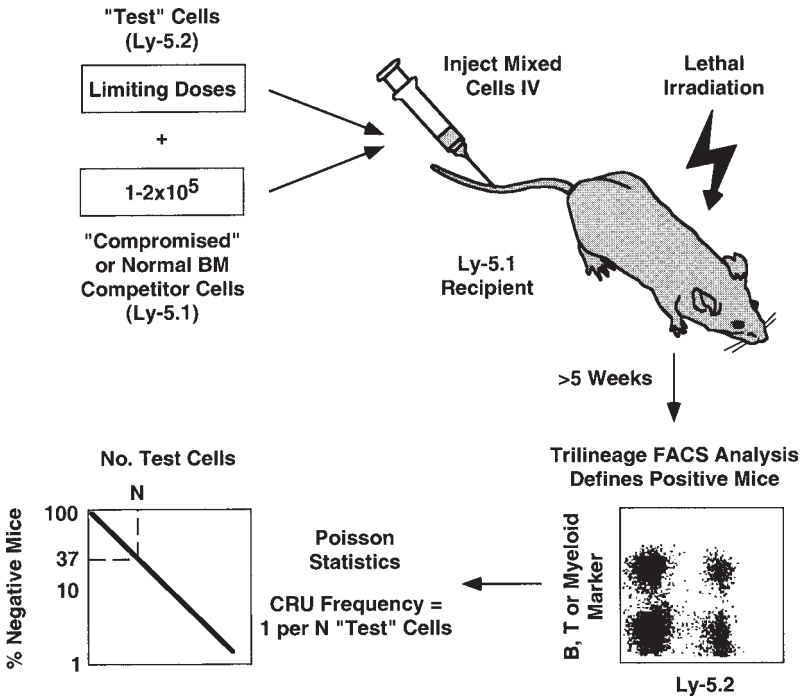 "Test" Cells
(Ly-5.2)
Limiting Doses
+
1-2x10⁵
"Compromised"
or Normal BM
Competitor Cells
(Ly-5.1)
Inject Mixed
Cells IV
Lethal
Irradiation
Ly-5.1
Recipient
>5 Weeks
Trilineage FACS Analysis
Defines Positive Mice
B, T or Myeloid
Marker
Ly-5.2
Poisson
Statistics
CRU Frequency =
1 per N "Test" Cells
No. Test Cells
N
% Negative Mice
100
37
10
1